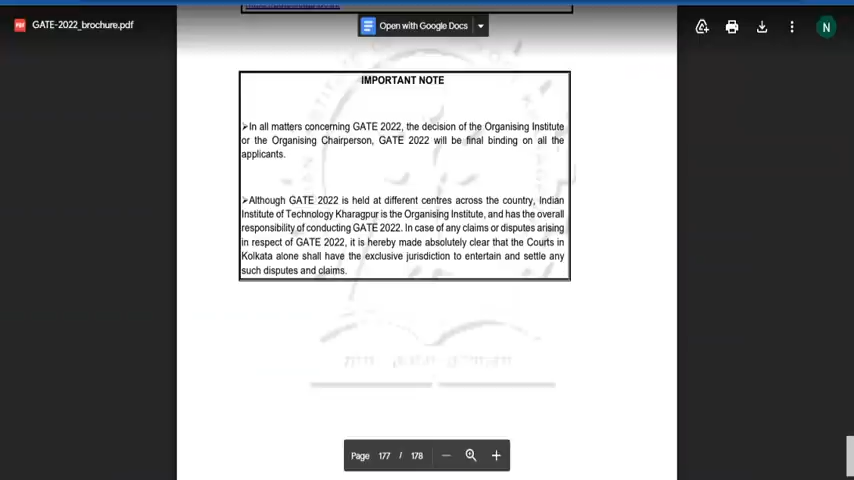 GATE-2022_brochure.pdf
Open with Google Docs
N
IMPORTANT NOTE
➢In all matters concerning GATE 2022, the decision of the Organising Institute
or the Organising Chairperson, GATE 2022 will be final binding on all the
applicants.
➢Although GATE 2022 is held at different centres across the country, Indian
Institute of Technology Kharagpur is the Organising Institute, and has the overall
responsibility of conducting GATE 2022. In case of any claims or disputes arising
in respect of GATE 2022, it is hereby made absolutely clear that the Courts in
Kolkata alone shall have the exclusive jurisdiction to entertain and settle any
such disputes and claims.
Page 177 / 178